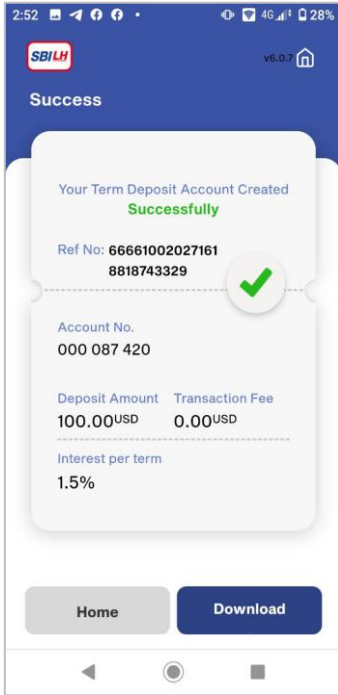 2:52 4G 28%
SBILH v6.0.7
Success
Your Term Deposit Account Created
Successfully
Ref No: 66661002027161
8818743329
Account No.
000 087 420
Deposit Amount Transaction Fee
100.00USD 0.00USD
Interest per term
1.5%
Home Download